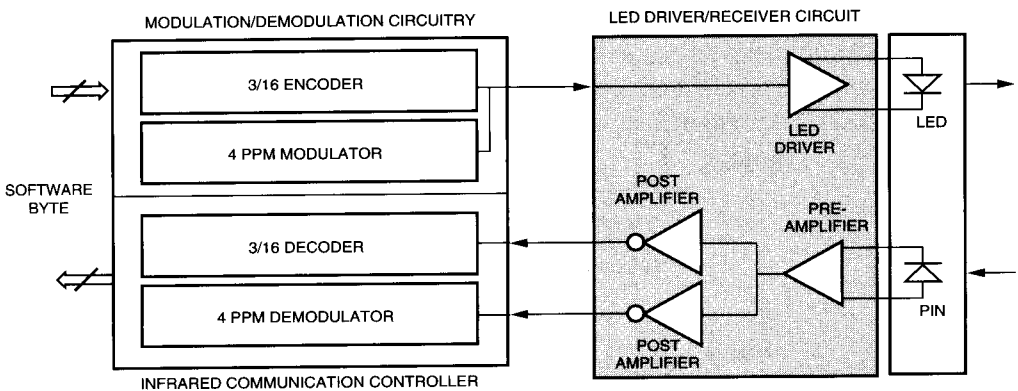 MODULATION/DEMODULATION CIRCUITRY
LED DRIVER/RECEIVER CIRCUIT
3/16 ENCODER
4 PPM MODULATOR
LED
DRIVER
LED
SOFTWARE
BYTE
3/16 DECODER
4 PPM DEMODULATOR
POST
AMPLIFIER
PRE-
AMPLIFIER
POST
AMPLIFIER
PIN
INFRARED COMMUNICATION CONTROLLER